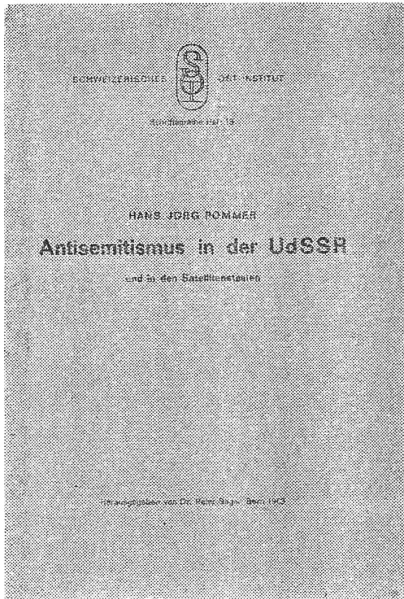 SCHWEIZERISCHES OST-INSTITUT
Schriftenreihe
HANS JÖRG POMMER
Antisemitismus in der UdSSR
und in den Satellitenstaaten
Herausgegeben von Dr. Peter Sager Bern